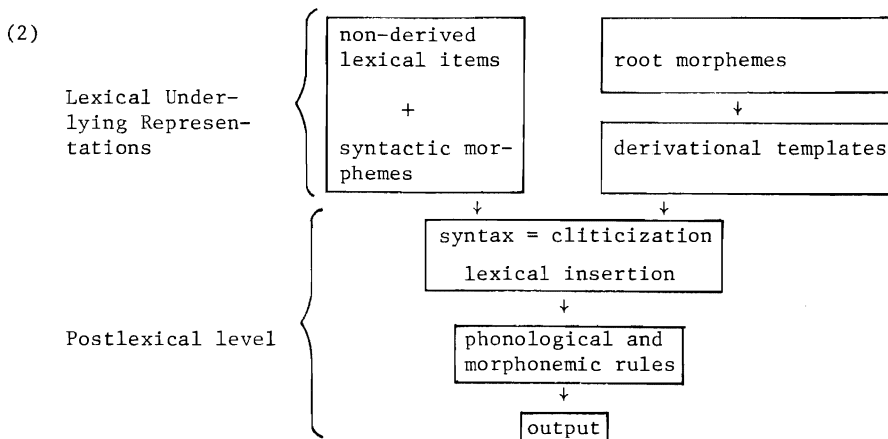 (2)
non-derived
lexical items
+
syntactic mor-
phemes
root morphemes
↓
derivational templates
Lexical Under-
lying Represen-
tations
↓ ↓
syntax = cliticization
lexical insertion
↓
phonological and
morphonemic rules
↓
output
Postlexical level